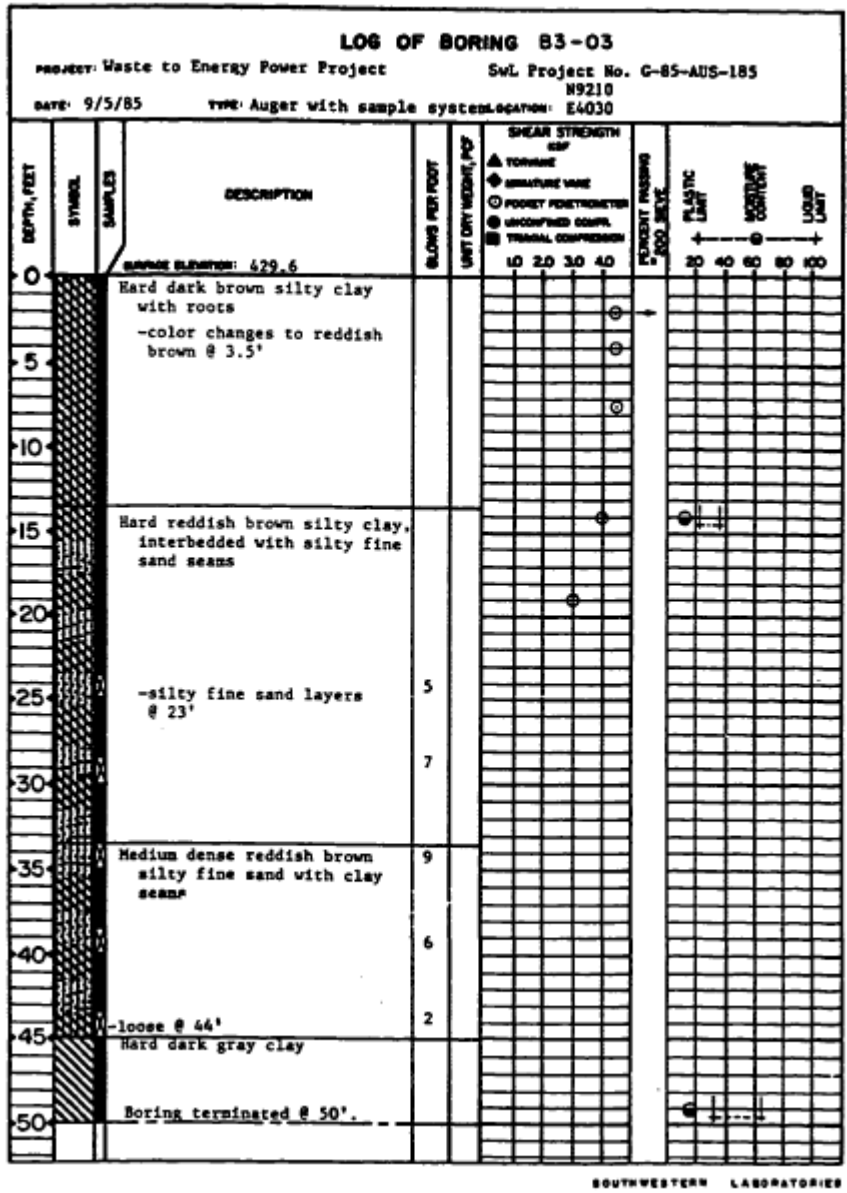 LOG OF BORING B3-03
PROJECT: Waste to Energy Power Project SwL Project No. G-85-AUS-185
N9210
DATE: 9/5/85 TYPE: Auger with sample system LOCATION: E4030
DEPTH, FEET
SYMBOL
SAMPLES
DESCRIPTION
BLOWS PER FOOT
UNIT DRY WEIGHT, PCF
SHEAR STRENGTH
KSF
TORVANE
MINIATURE VANE
POCKET PENETROMETER
UNCONFINED COMPR.
TRIAXIAL COMPRESSION
1.0 2.0 3.0 4.0
PERCENT PASSING
#200 SIEVE
PLASTIC
LIMIT
MOISTURE
CONTENT
LIQUID
LIMIT
20 40 60 80 100
SURFACE ELEVATION: 429.6
0
Hard dark brown silty clay
with roots
-color changes to reddish
brown @ 3.5'
5
10
Hard reddish brown silty clay,
interbedded with silty fine
sand seams
15
20
-silty fine sand layers
@ 23'
5
25
7
30
Medium dense reddish brown
silty fine sand with clay
seams
9
35
6
40
-loose @ 44'
2
45
Hard dark gray clay
Boring terminated @ 50'.
50
SOUTHWESTERN LABORATORIES